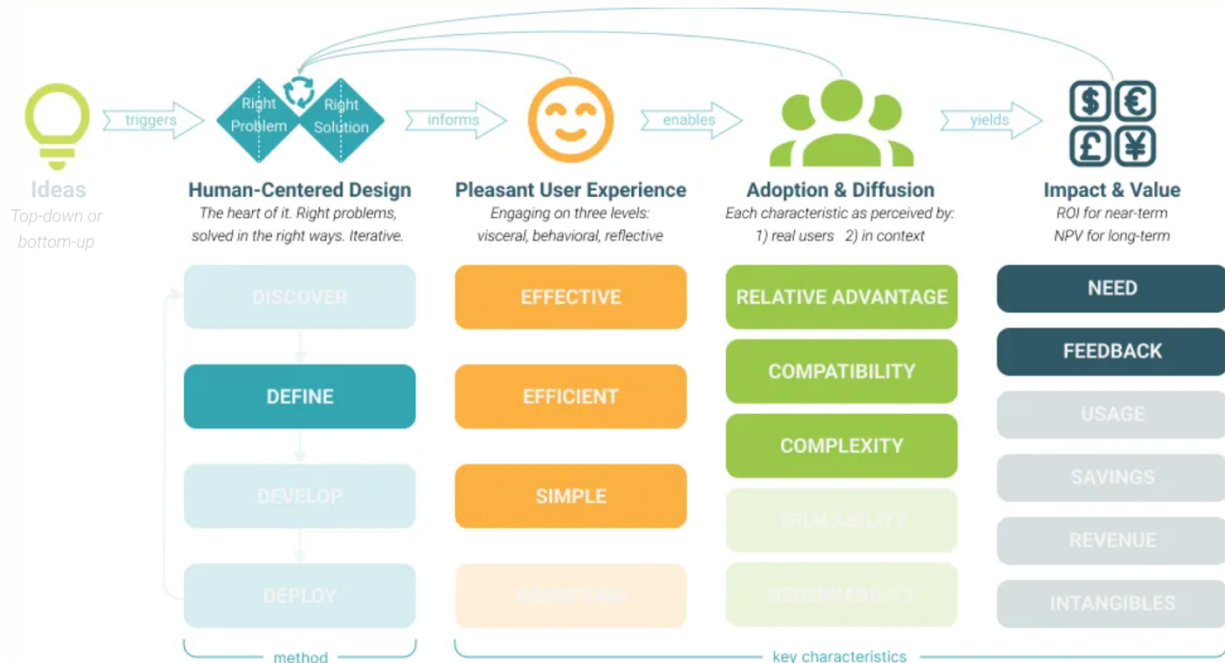 triggers
Right
Problem
Right
Solution
informs
enables
yields
$
€
£
¥
Ideas
Top-down or
bottom-up
Human-Centered Design
The heart of it. Right problems,
solved in the right ways. Iterative.
Pleasant User Experience
Engaging on three levels:
visceral, behavioral, reflective
Adoption & Diffusion
Each characteristic as perceived by:
1) real users 2) in context
Impact & Value
ROI for near-term
NPV for long-term
DISCOVER
DEFINE
DEVELOP
DEPLOY
EFFECTIVE
EFFICIENT
SIMPLE
RELATIVE ADVANTAGE
COMPATIBILITY
COMPLEXITY
TRIALABILITY
OBSERVABILITY
NEED
FEEDBACK
USAGE
SAVINGS
REVENUE
INTANGIBLES
method
key characteristics